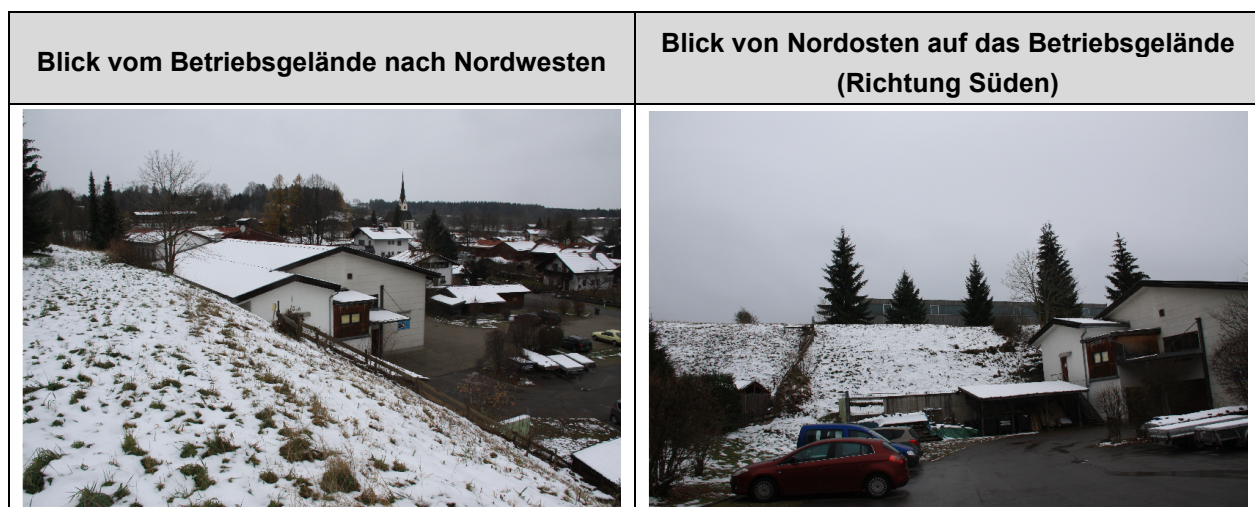 Blick vom Betriebsgelände nach Nordwesten
Blick von Nordosten auf das Betriebsgelände
(Richtung Süden)